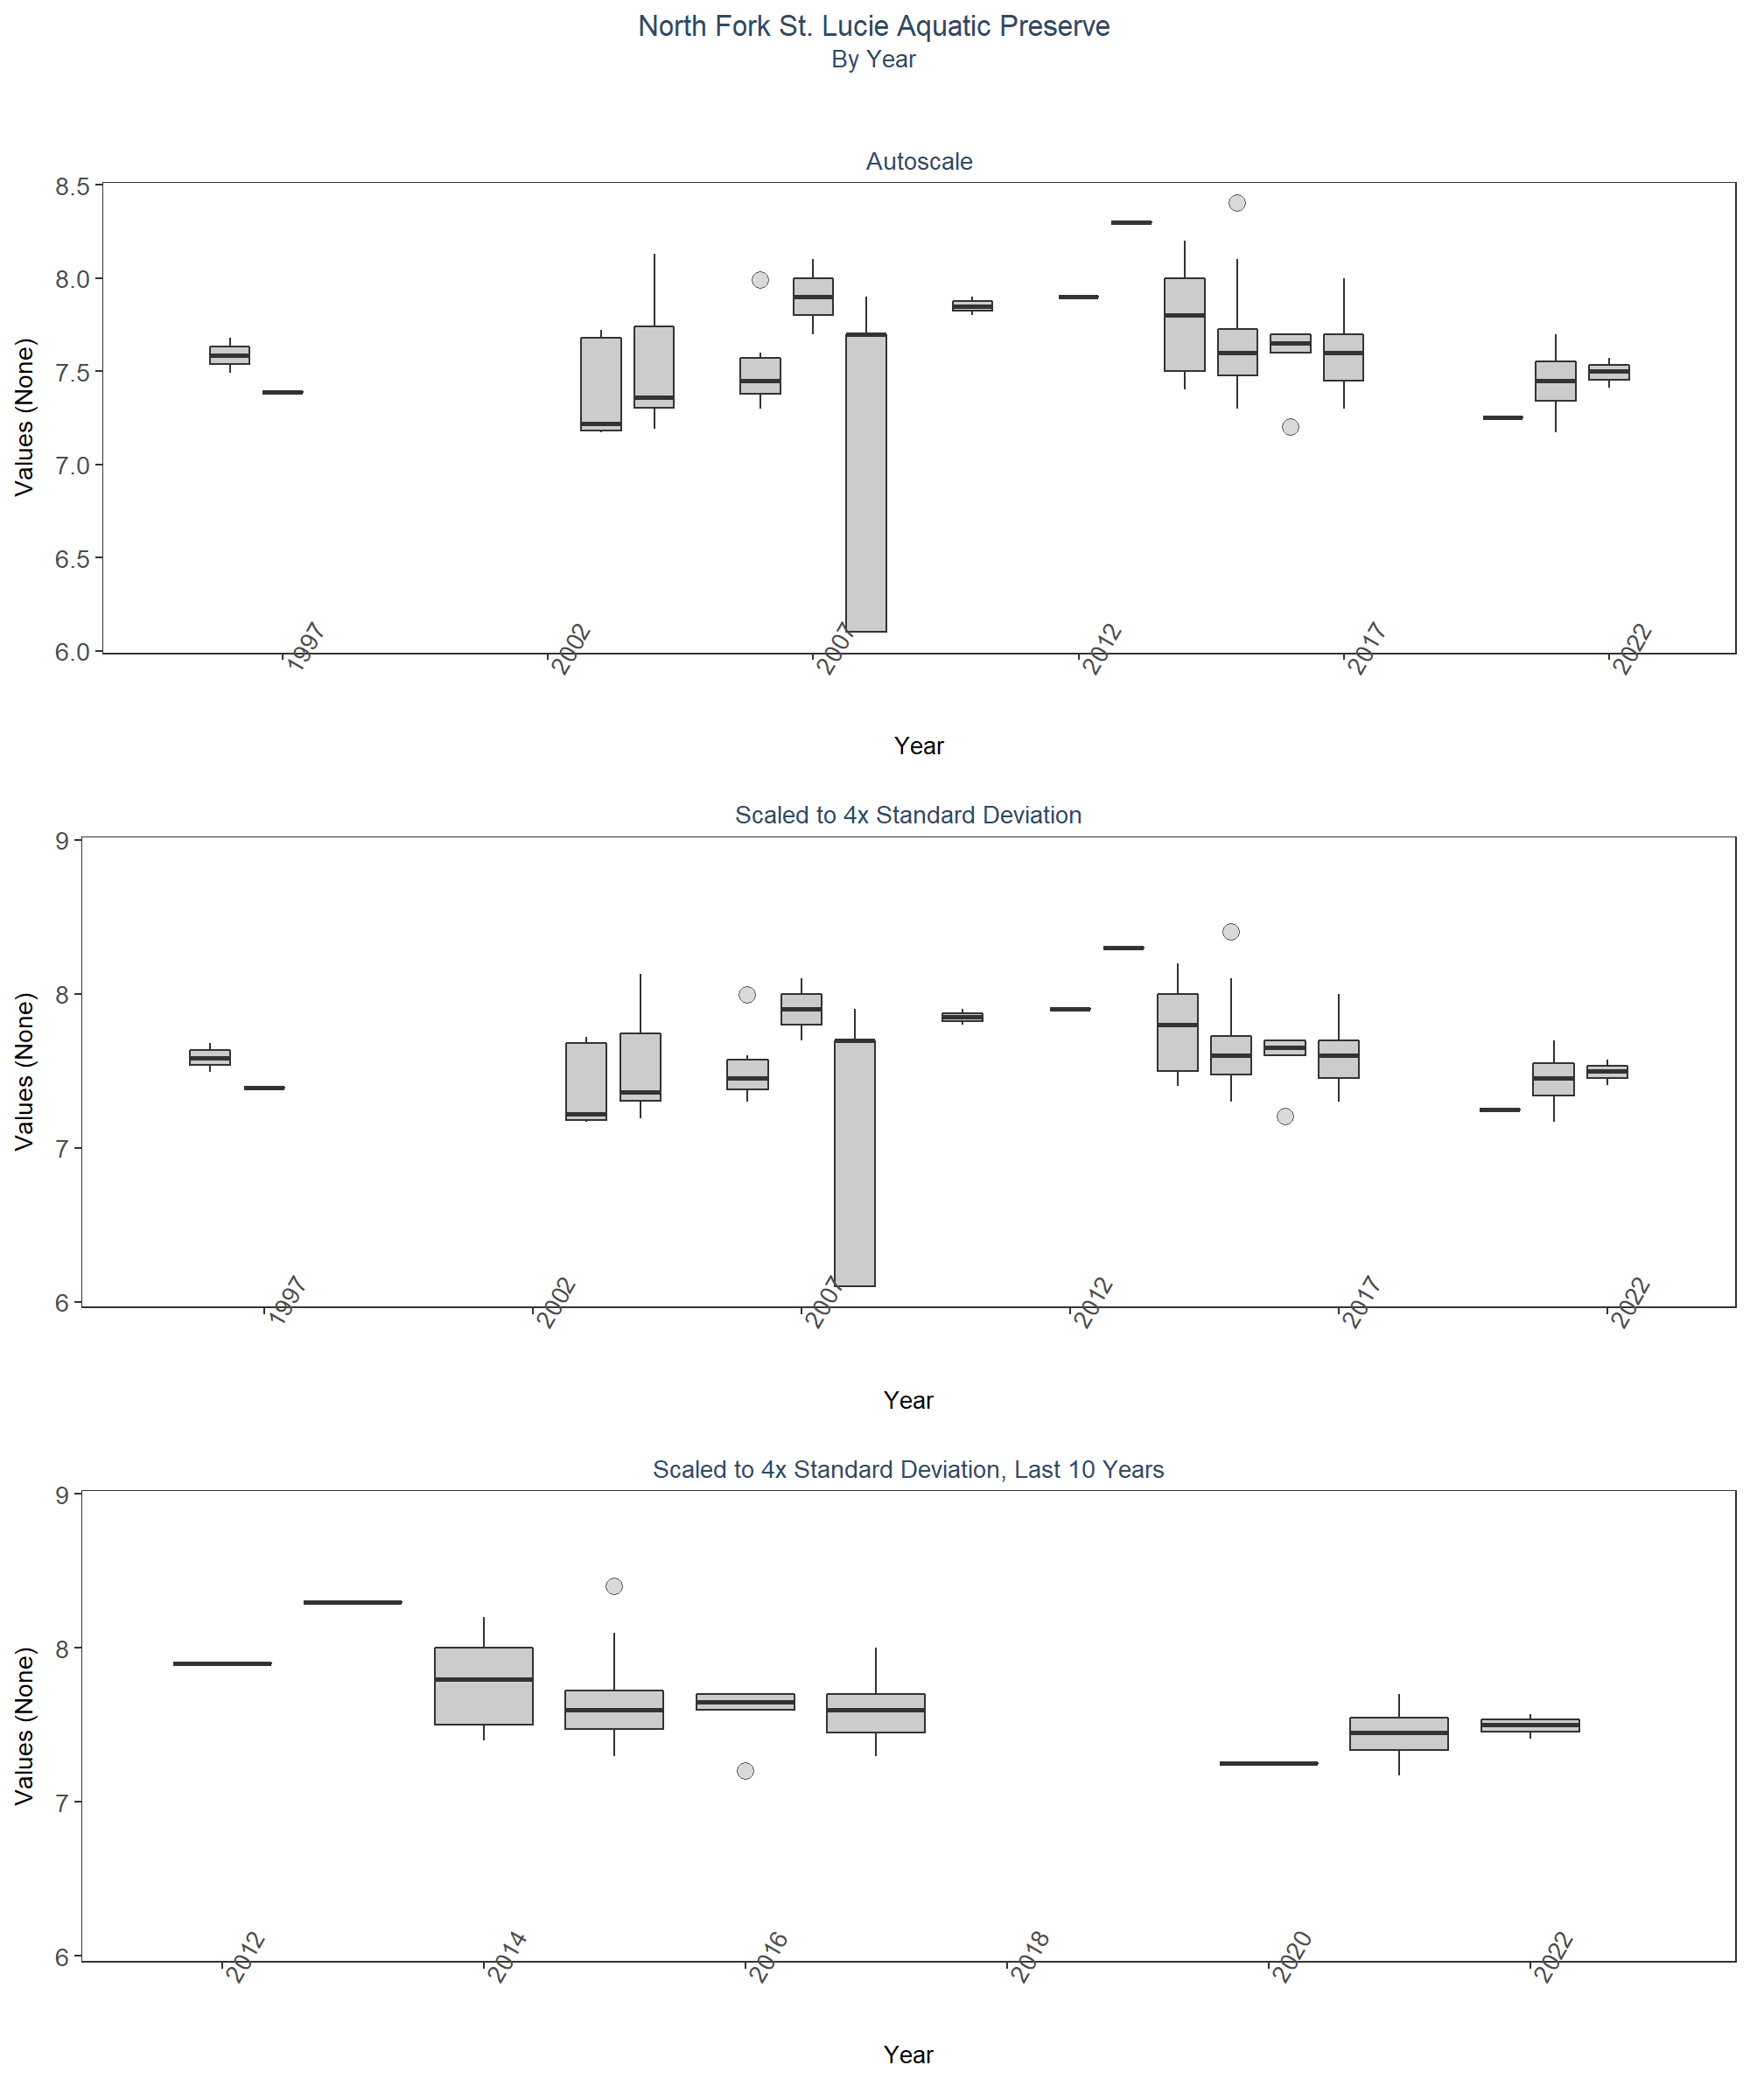 North Fork St. Lucie Aquatic Preserve
By Year
Autoscale
8.5
8.0
7.5
7.0
6.5
6.0
Values (None)
1997 2002 2007 2012 2017 2022
Year
Scaled to 4x Standard Deviation
9
8
7
6
Values (None)
1997 2002 2007 2012 2017 2022
Year
Scaled to 4x Standard Deviation, Last 10 Years
9
8
7
6
Values (None)
2012 2014 2016 2018 2020 2022
Year